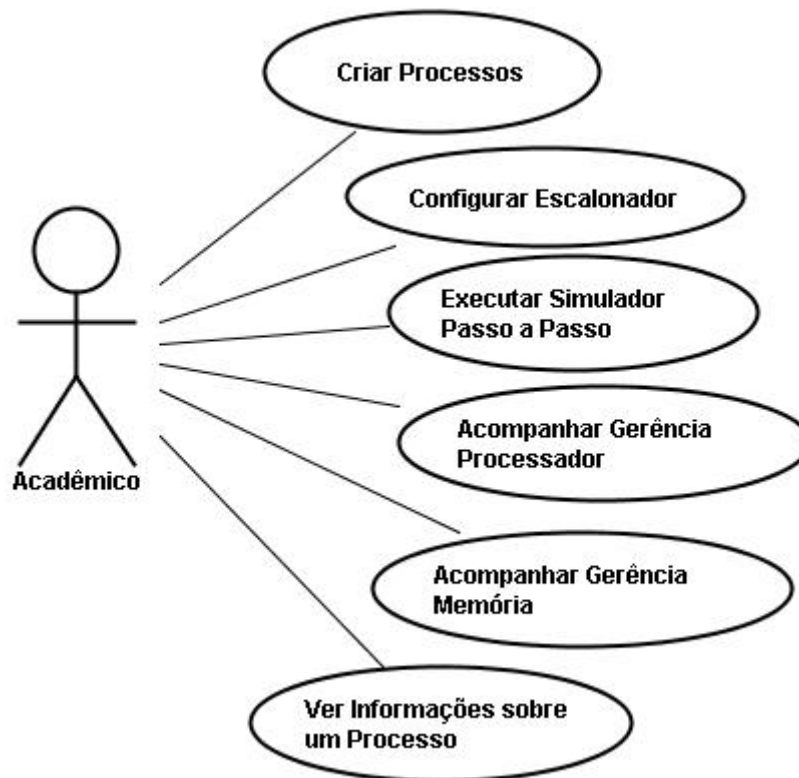 Criar Processos
Configurar Escalonador
Executar Simulador
Passo a Passo
Acompanhar Gerência
Processador
Acadêmico
Acompanhar Gerência
Memória
Ver Informações sobre
um Processo